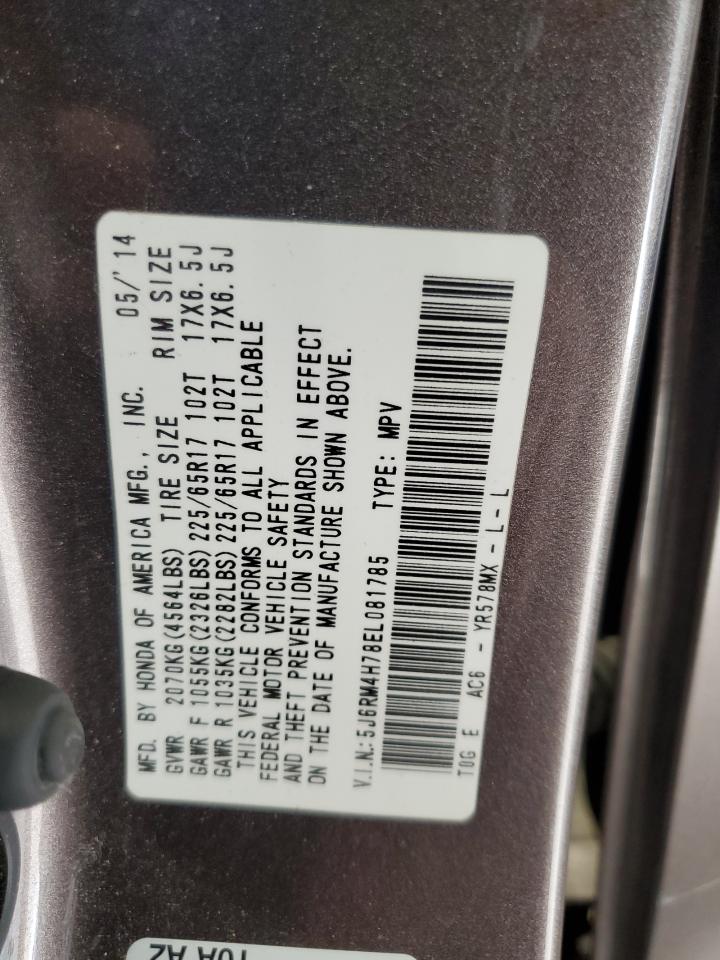 MFD. BY HONDA OF AMERICA MFG., INC. 05/'14
GVWR 2070KG(4564LBS) TIRE SIZE RIM SIZE
GAWR F 1055KG(2326LBS)225/65R17 102T 17X6.5J
GAWR R 1035KG(2282LBS)225/65R17 102T 17X6.5J
THIS VEHICLE CONFORMS TO ALL APPLICABLE
FEDERAL MOTOR VEHICLE SAFETY
AND THEFT PREVENTION STANDARDS IN EFFECT
ON THE DATE OF MANUFACTURE SHOWN ABOVE.
V.I.N.:5J6RM4H78EL081785 TYPE: MPV
T0G E AC6 - YR578MX - L - L